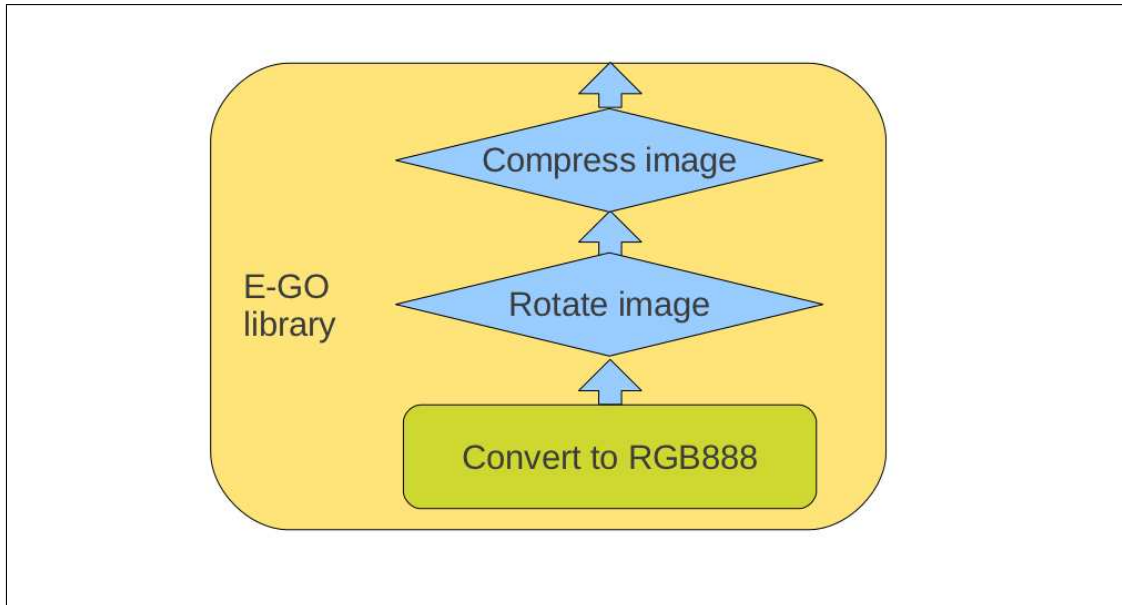 Compress image
Rotate image
E-GO
library
Convert to RGB888